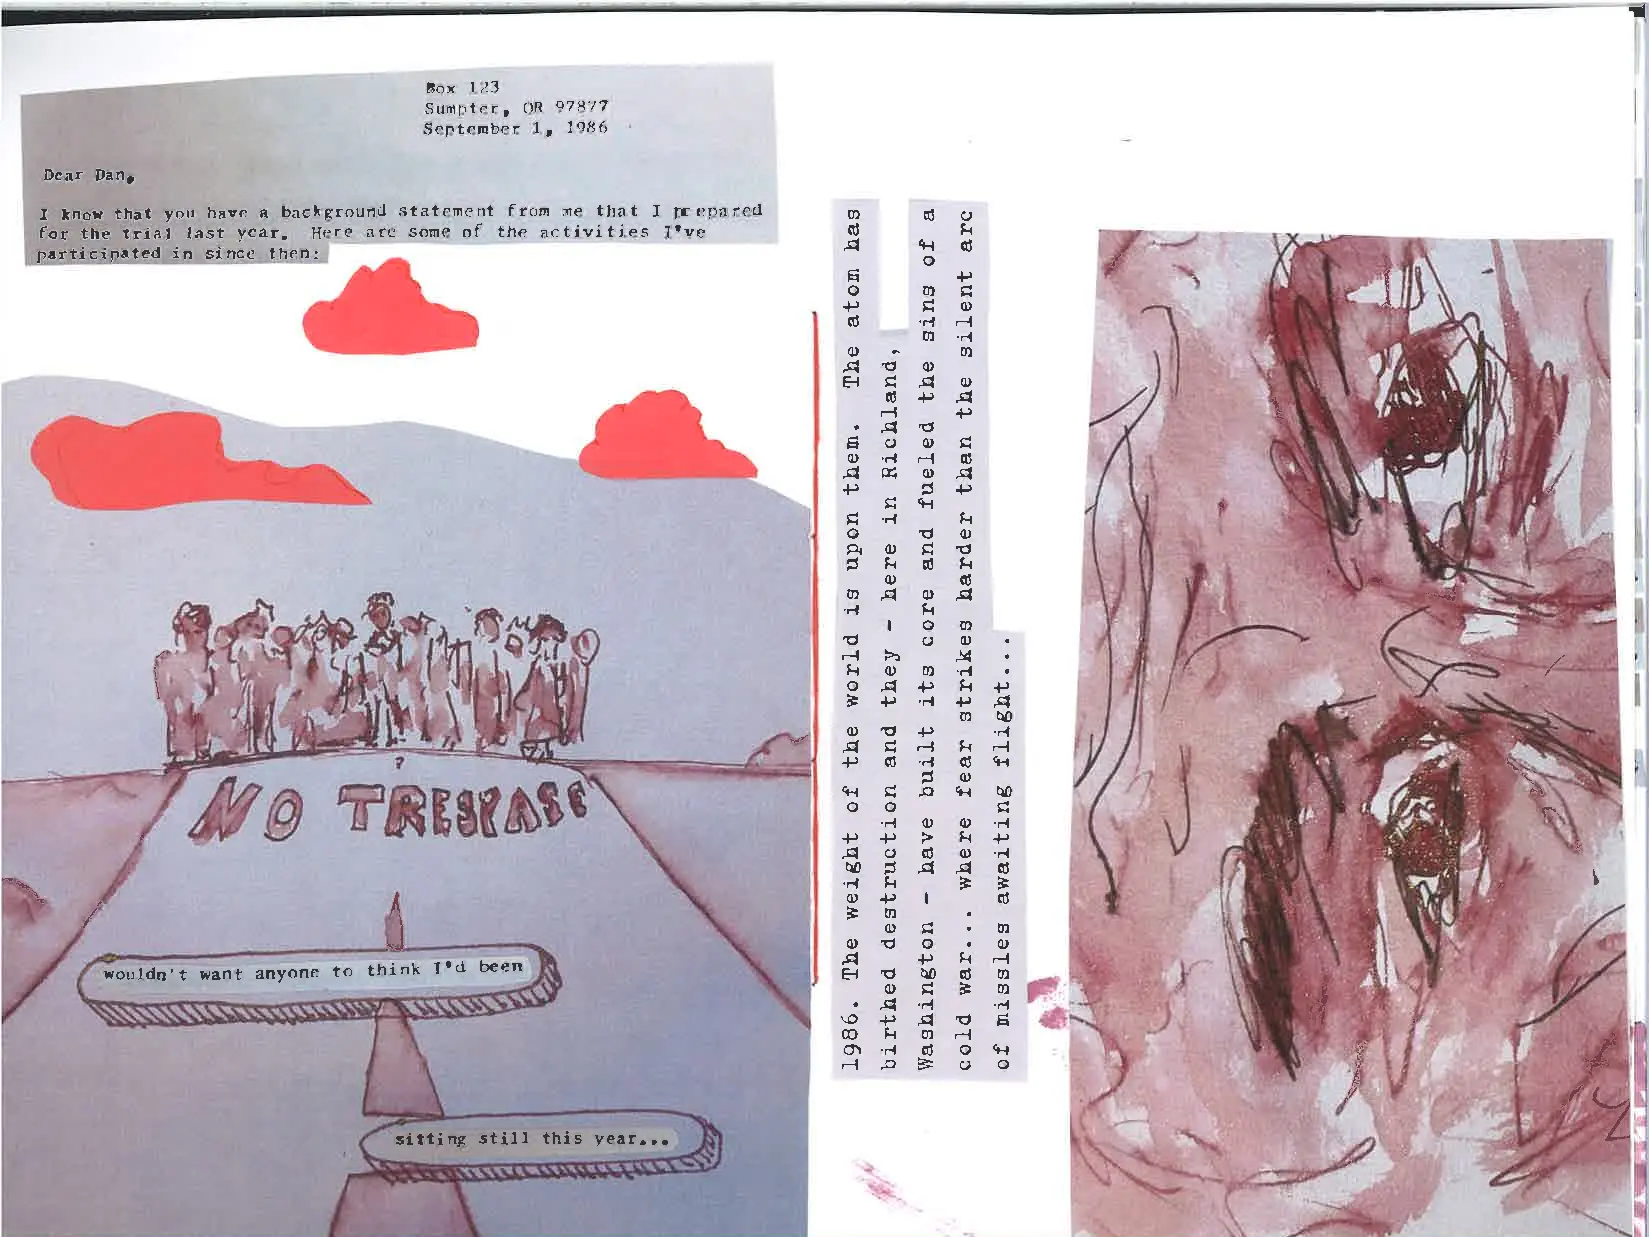 Box 123
Sumpter, OR 97877
September 1, 1986
Dear Dan,
I know that you have a background statement from me that I prepared
for the trial last year. Here are some of the activities I've
participated in since then:
NO TRESPASS
wouldn't want anyone to think I'd been
sitting still this year...
1986. The weight of the world is upon them. The atom has
birthed destruction and they - here in Richland,
Washington - have built its core and fueled the sins of a
cold war... where fear strikes harder than the silent arc
of missles awaiting flight...